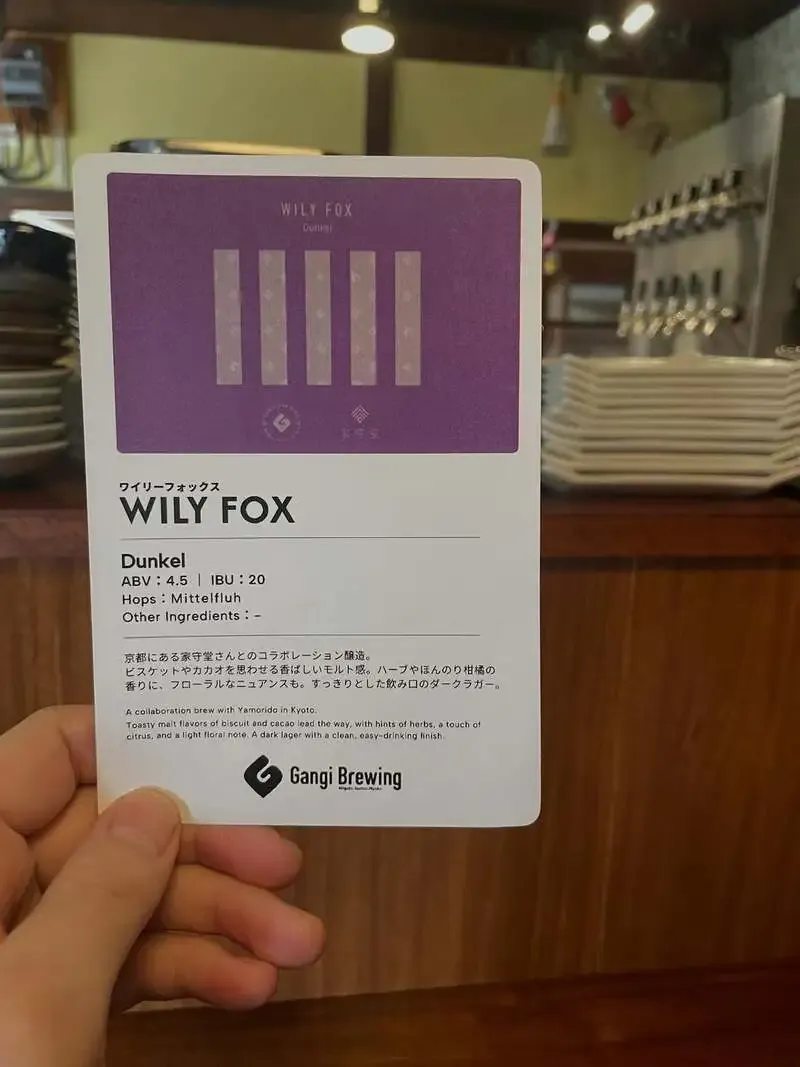 WILY FOX
Dunkel
ワイリーフォックス
WILY FOX
Dunkel
ABV：4.5 | IBU：20
Hops：Mittelfluh
Other Ingredients：–
京都にある家守堂さんとのコラボレーション醸造。
ビスケットやカカオを思わせる香ばしいモルト感。ハーブやほんのり柑橘の
香りに、フローラルなニュアンスも。すっきりとした飲み口のダークラガー。
A collaboration brew with Yamorido in Kyoto.
Toasty malt flavors of biscuit and cacao lead the way, with hints of herbs, a touch of
citrus, and a light floral note. A dark lager with a clean, easy-drinking finish.
Gangi Brewing